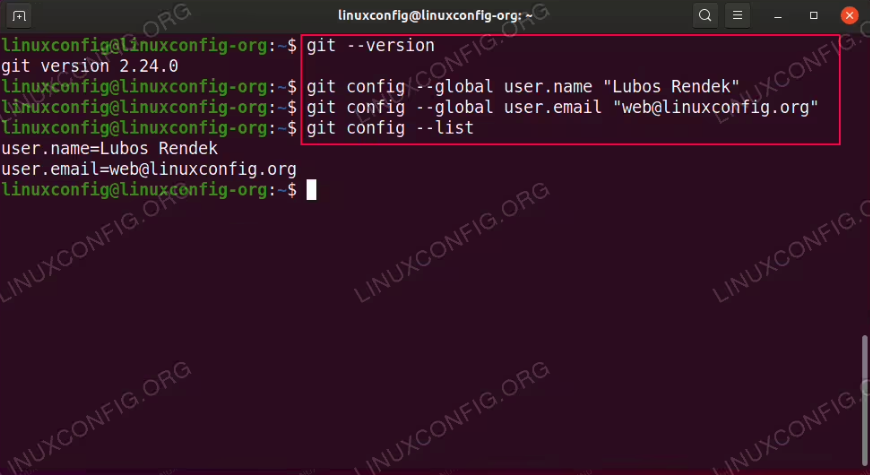 linuxconfig@linuxconfig-org: ~
linuxconfig@linuxconfig-org:~$ git --version
git version 2.24.0
linuxconfig@linuxconfig-org:~$ git config --global user.name "Lubos Rendek"
linuxconfig@linuxconfig-org:~$ git config --global user.email "web@linuxconfig.org"
linuxconfig@linuxconfig-org:~$ git config --list
user.name=Lubos Rendek
user.email=web@linuxconfig.org
linuxconfig@linuxconfig-org:~$
LINUXCONFIG.ORG
LINUXCONFIG.ORG
LINUXCONFIG.ORG
LINUXCONFIG.ORG
LINUXCONFIG.ORG
LINUXCONFIG.ORG
LINUXCONFIG.ORG
LINUXCONFIG.ORG
LINUXCONFIG.ORG